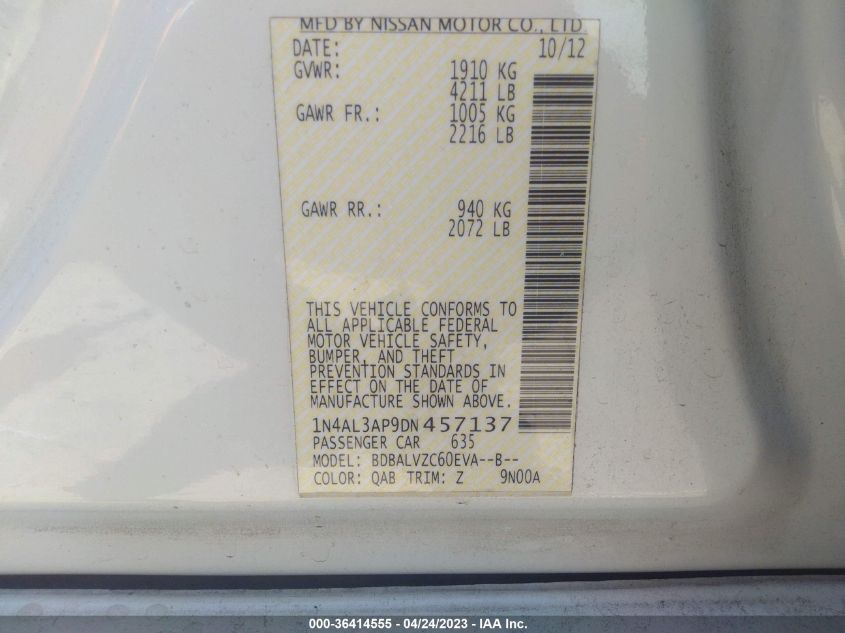 MFD BY NISSAN MOTOR CO., LTD
DATE: 10/12
GVWR: 1910 KG
4211 LB
GAWR FR.: 1005 KG
2216 LB
GAWR RR.: 940 KG
2072 LB
THIS VEHICLE CONFORMS TO
ALL APPLICABLE FEDERAL
MOTOR VEHICLE SAFETY,
BUMPER, AND THEFT
PREVENTION STANDARDS IN
EFFECT ON THE DATE OF
MANUFACTURE SHOWN ABOVE.
1N4AL3AP9DN457137
PASSENGER CAR 635
MODEL: BDBALVZC60EVA--B--
COLOR: QAB TRIM: Z 9N00A
000-36414555 - 04/24/2023 - IAA Inc.